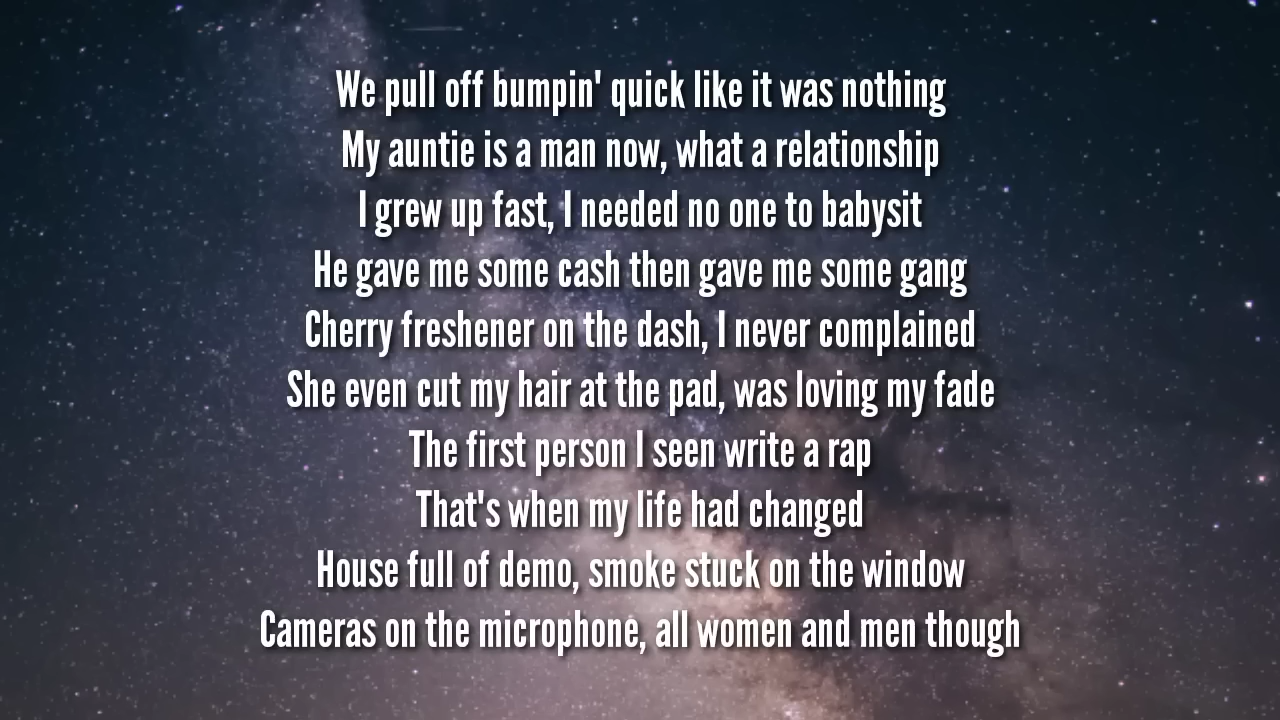 We pull off bumpin' quick like it was nothing
My auntie is a man now, what a relationship
I grew up fast, I needed no one to babysit
He gave me some cash then gave me some gang
Cherry freshener on the dash, I never complained
She even cut my hair at the pad, was loving my fade
The first person I seen write a rap
That's when my life had changed
House full of demo, smoke stuck on the window
Cameras on the microphone, all women and men though